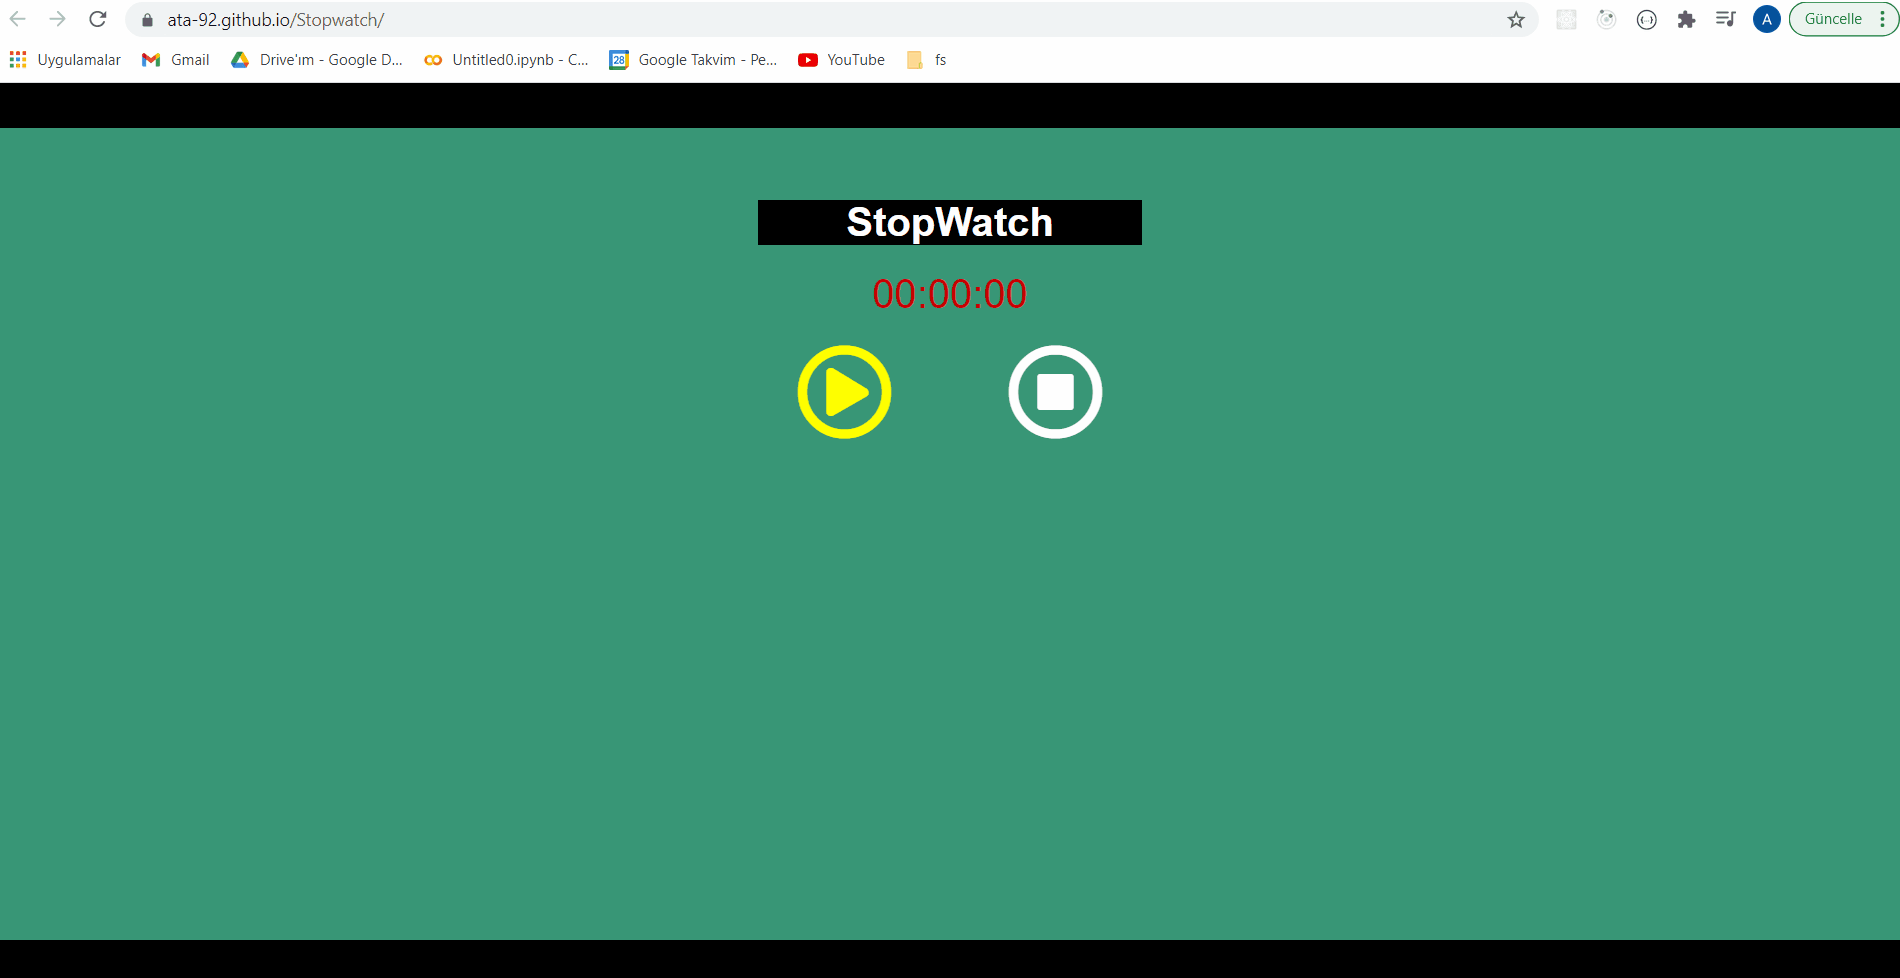 ata-92.github.io/Stopwatch/
A
Güncelle
Uygulamalar
Gmail
Drive'ım - Google D...
Untitled0.ipynb - C...
28
Google Takvim - Pe...
YouTube
fs
StopWatch
00:00:00